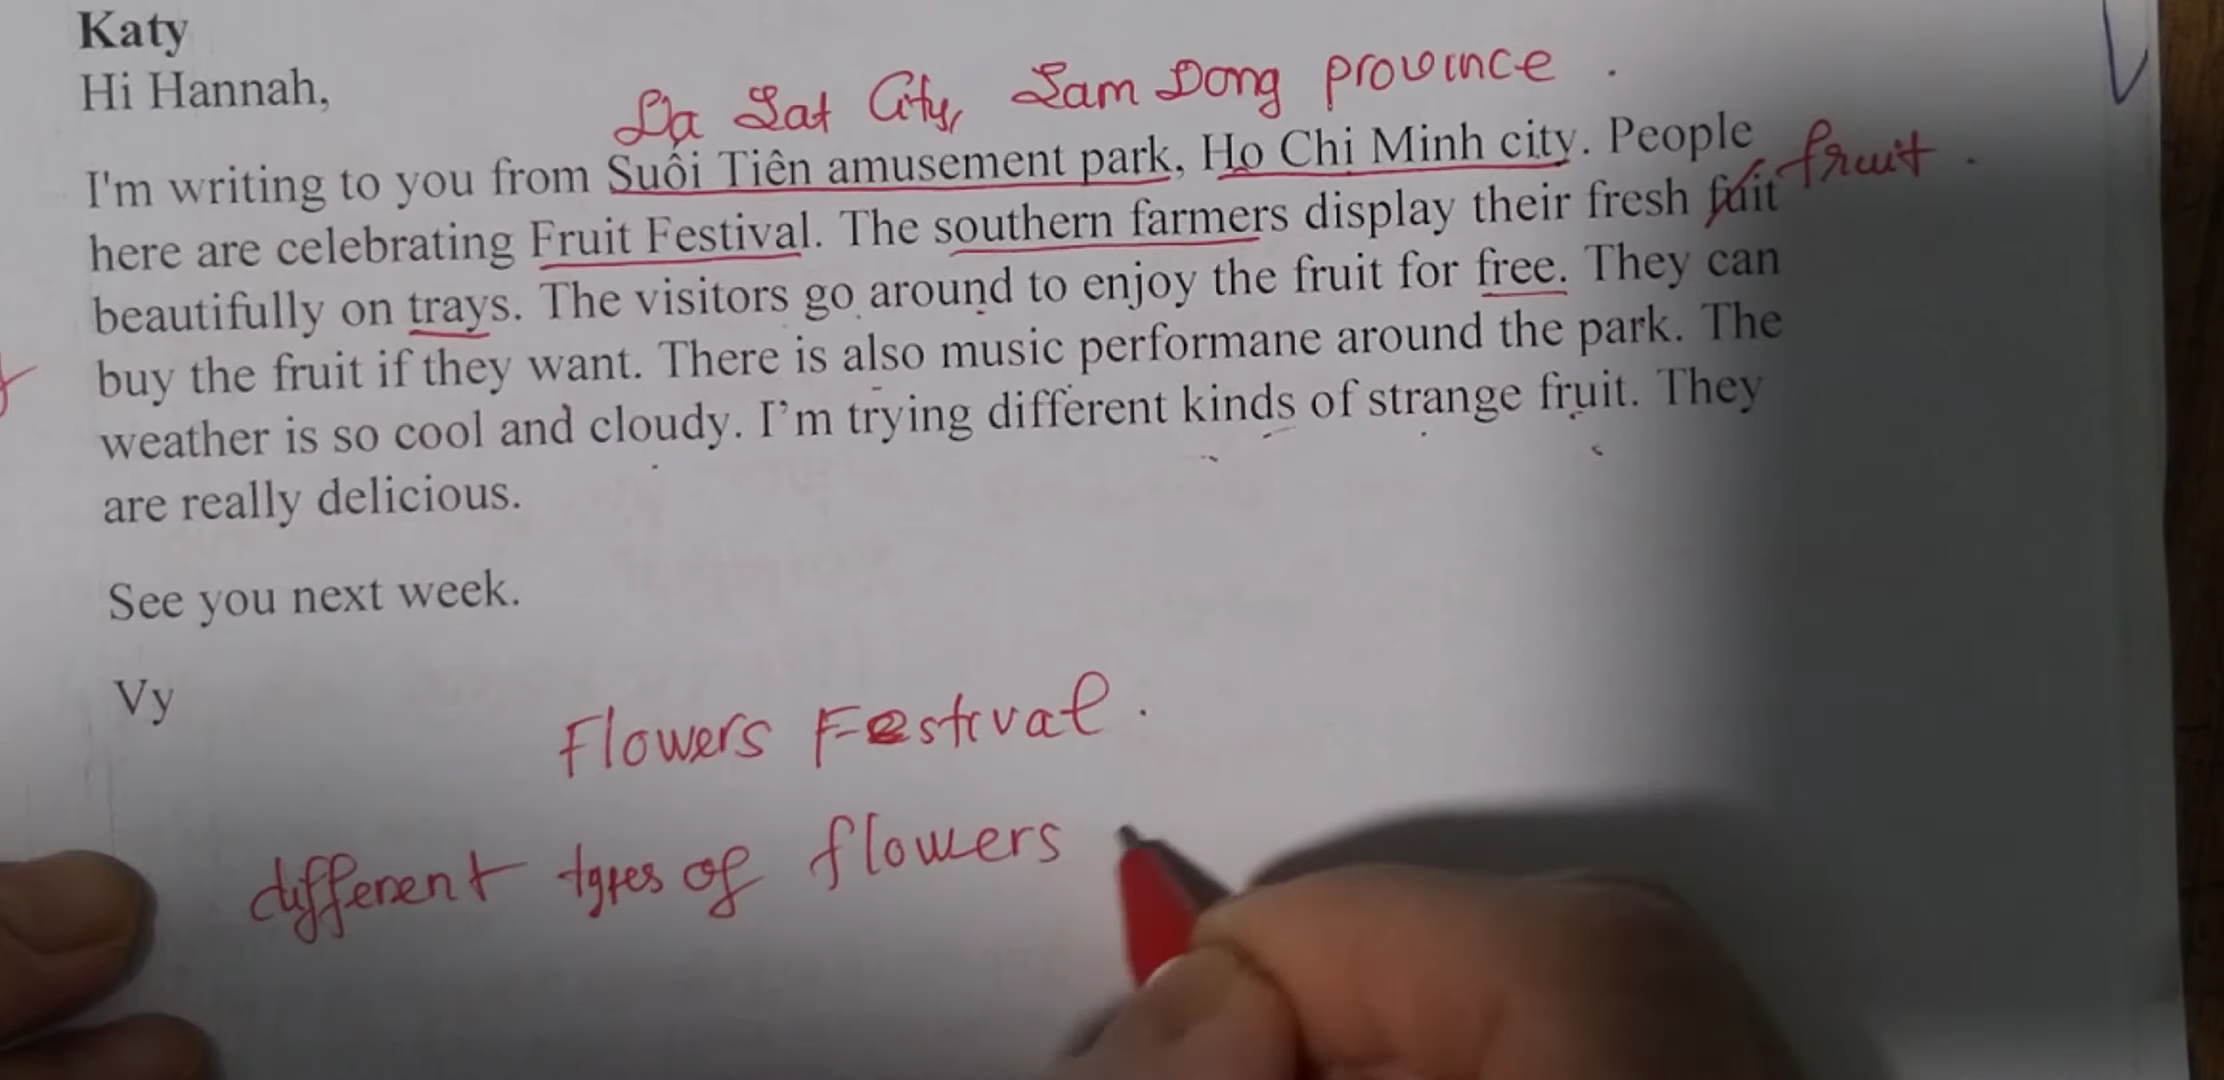 Katy
Hi Hannah,
Da Lat City, Lam Dong province.
I'm writing to you from Suối Tiên amusement park, Ho Chi Minh city. People
here are celebrating Fruit Festival. The southern farmers display their fresh fuit fruit.
beautifully on trays. The visitors go around to enjoy the fruit for free. They can
buy the fruit if they want. There is also music performane around the park. The
weather is so cool and cloudy. I'm trying different kinds of strange fruit. They
are really delicious.
See you next week.
Vy
Flowers Festival.
different types of flowers